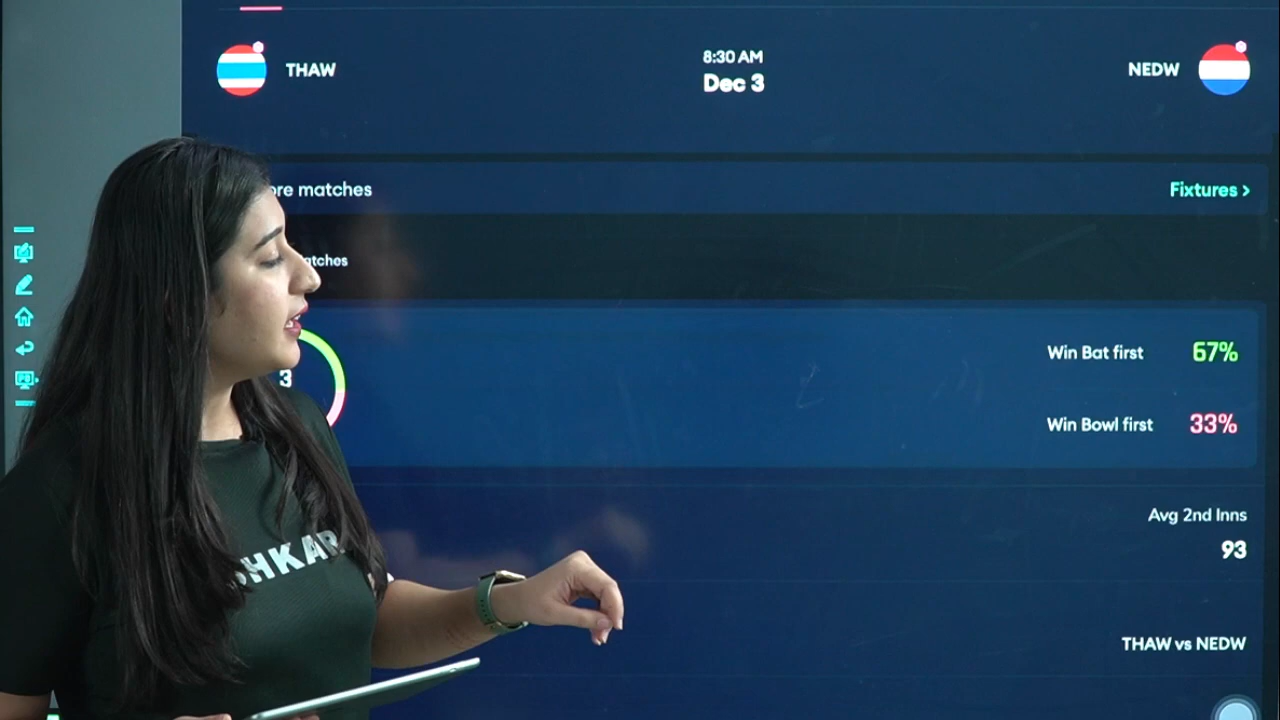 THAW
8:30 AM
Dec 3
NEDW
ore matches
Fixtures >
atches
3
Win Bat first 67%
Win Bowl first 33%
Avg 2nd Inns
93
HKAR
THAW vs NEDW